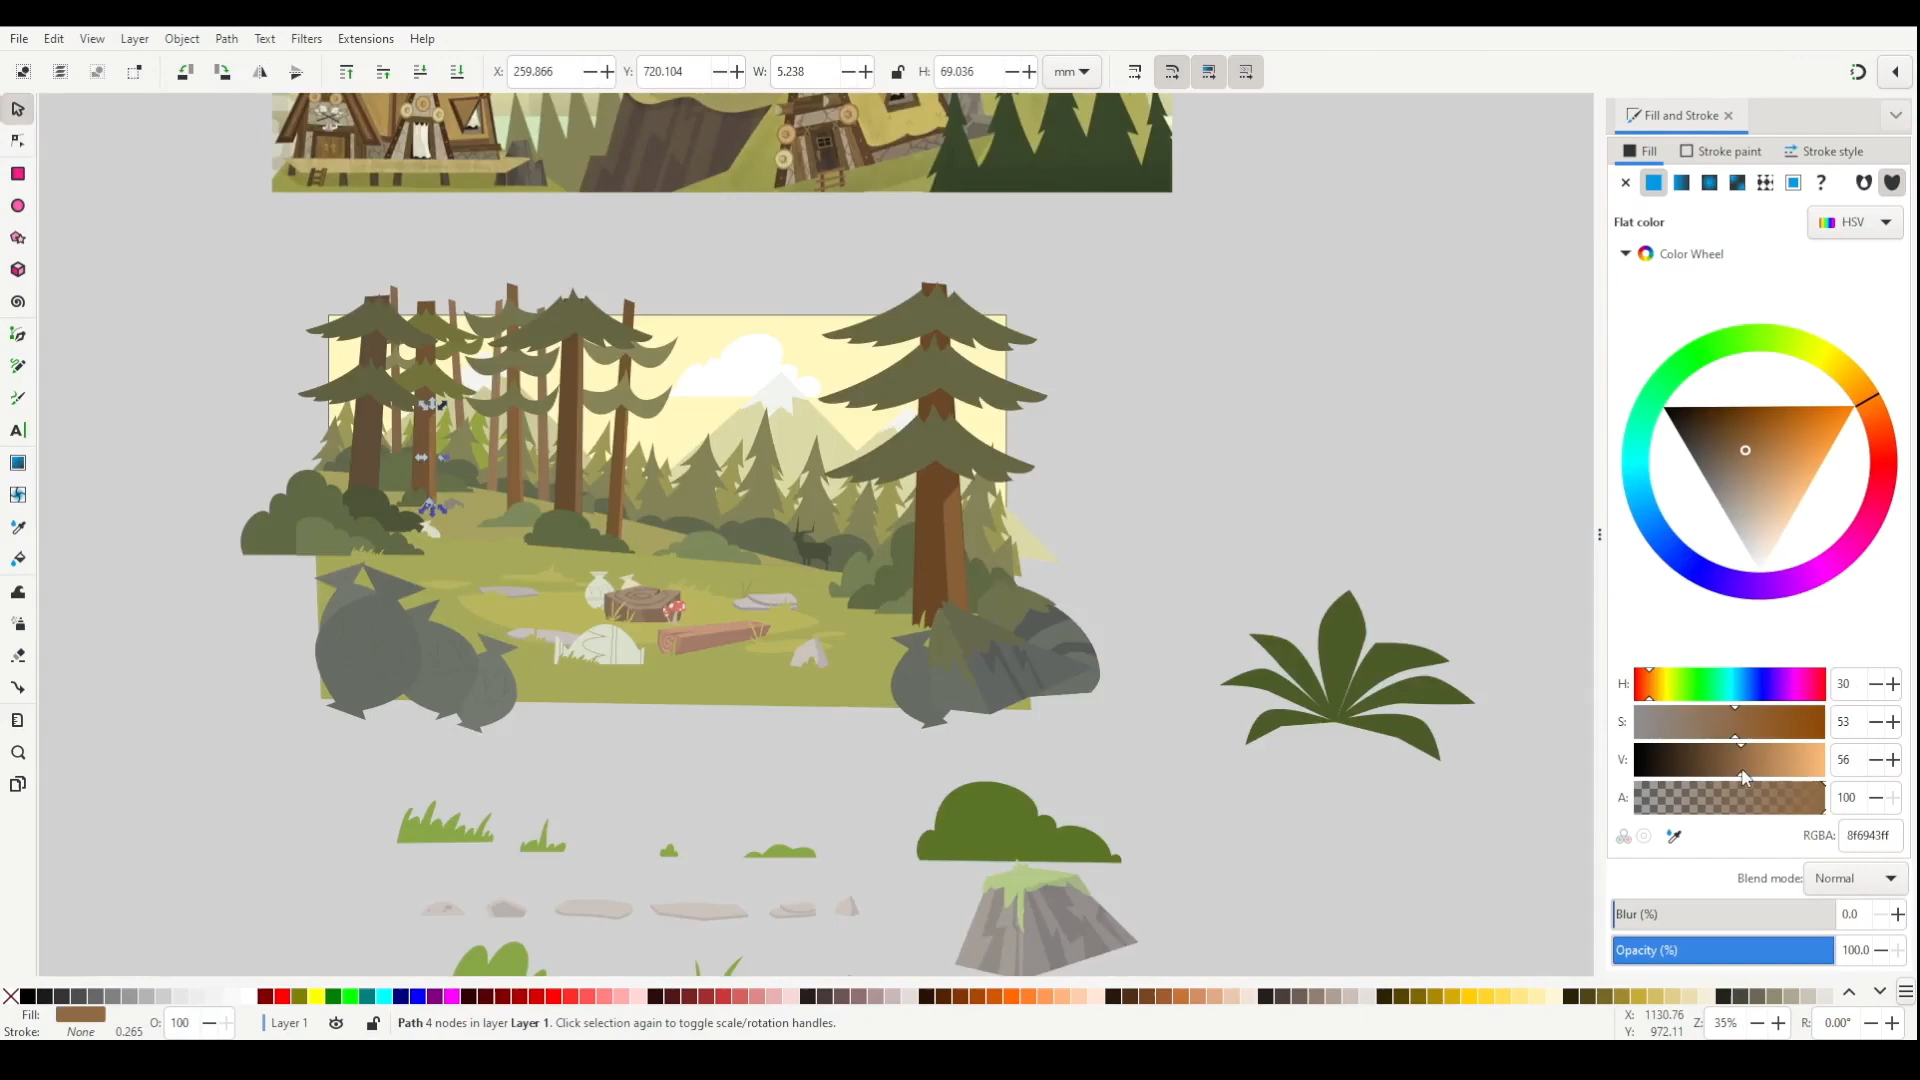 File Edit View Layer Object Path Text Filters Extensions Help
X: 259.866 Y: 720.104 W: 5.238 H: 69.036 mm
Fill and Stroke
Fill Stroke paint Stroke style
?
Flat color HSV
Color Wheel
H: 30
S: 53
V: 56
A: 100
RGBA: 8f6943ff
Blend mode: Normal
Blur (%) 0.0
Opacity (%) 100.0
Fill: O: 100 Layer 1 Path 4 nodes in layer Layer 1. Click selection again to toggle scale/rotation handles. X: 1130.76 Z: 35% R: 0.00°
Stroke: None 0.265 Y: 972.11